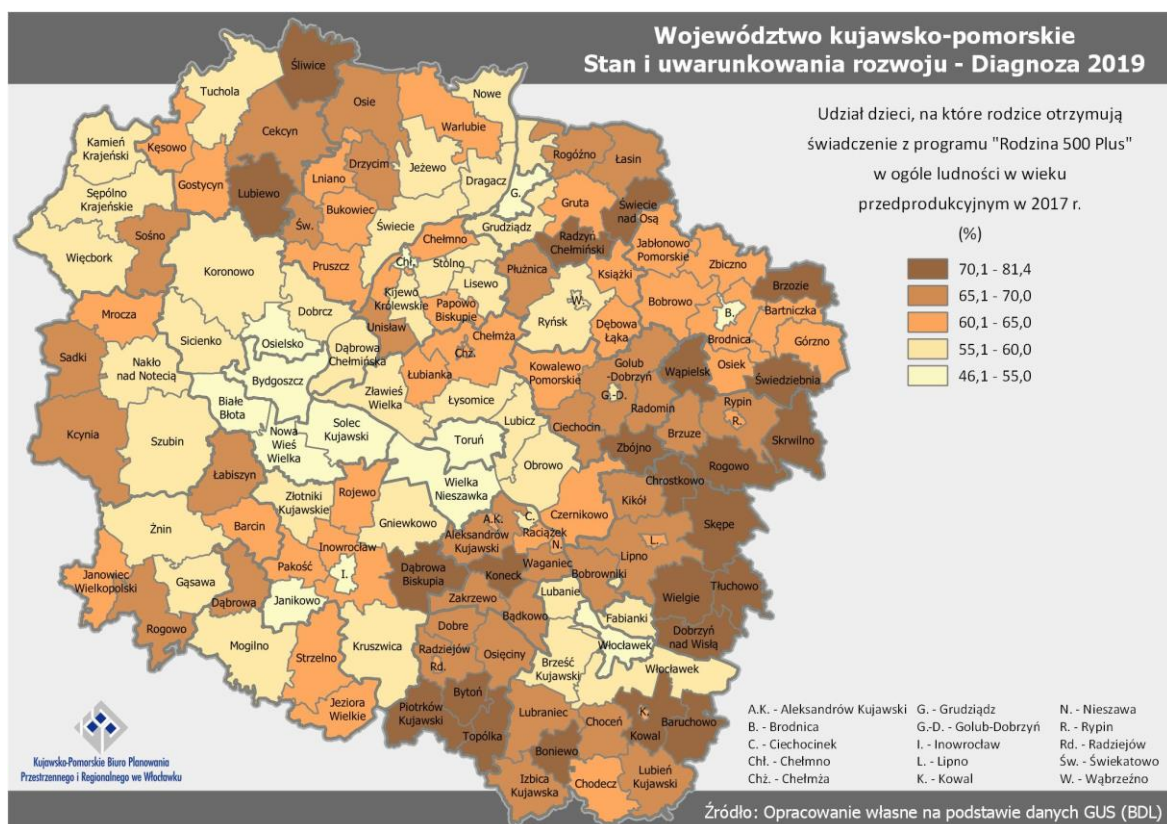 Województwo kujawsko-pomorskie
Stan i uwarunkowania rozwoju - Diagnoza 2019
Udział dzieci, na które rodzice otrzymują
świadczenie z programu "Rodzina 500 Plus"
w ogóle ludności w wieku
przedprodukcyjnym w 2017 r.
(%)
70,1 - 81,4
65,1 - 70,0
60,1 - 65,0
55,1 - 60,0
46,1 - 55,0
Śliwice
Tuchola
Nowe
Osie
Cekcyn
Warlubie
Kamień
Krajeński
Kęsowo
Rogóźno
Łasin
Drzycim
Jeżewo
Lniano
Gostycyn
Dragacz
G.
Sępólno
Krajeńskie
Lubiewo
Bukowiec
Gruta
Świecie
nad Osą
Św.
Świecie
Grudziądz
Sośno
Chełmno
Radzyn
Chełmiński
Jabłonowo
Pomorskie
Więcbork
Koronowo
Pruszcz
Chł.
Stolno
Płużnica
Książki
Zbiczno
Brzozie
Kijewo
Królewskie
Lisewo
W.
Bobrowo
Bartniczka
Dobrcz
Papowo
Biskupie
Ryńsk
B.
Mrocza
Unisław
Dębowa
Łąka
Brodnica
Górzno
Sicienko
Osielsko
Chełmża
Dąbrowa
Chełmińska
Chż.
Sadki
Nakło
nad Notecią
Łubianka
Kowalewo
Pomorskie
Golub
-Dobrzyń
Wąpielsk
Osiek
Świedziebnia
Bydgoszcz
Zławieś
Wielka
Łysomice
G.-D.
Rypin
Białe
Błota
Radomin
R.
Kcynia
Szubin
Nowa
Wieś
Wielka
Solec
Kujawski
Toruń
Lubicz
Ciechocin
Brzuze
Skrwilno
Zbójno
Obrowo
Rogowo
Łabiszyn
Wielka
Nieszawka
Chrostkowo
Złotniki
Kujawskie
Rojewo
Kikół
Gniewkowo
Czernikowo
Skępe
Żnin
Barcin
A.K.
C.
Aleksandrów
Kujawski
Raciążek
N.
L.
Inowrocław
Lipno
Janowiec
Wielkopolski
Gąsawa
Pakość
I.
Dąbrowa
Biskupia
Koneck
Waganiec
Bobrowniki
Tłuchowo
Dąbrowa
Janikowo
Zakrzewo
Lubanie
Wielgie
Rogowo
Bądkowo
Fabianki
Dobre
Dobrzyń
nad Wisłą
Mogilno
Strzelno
Kruszwica
Radziejów
Rd.
Osięciny
Włocławek
Brześć
Kujawski
Włocławek
Jeziora
Wielkie
Piotrków
Kujawski
Bytoń
Lubraniec
Choceń
K.
Kowal
Baruchowo
Topólka
Boniewo
Izbica
Kujawska
Chodecz
Lubień
Kujawski
A.K. - Aleksandrów Kujawski
B. - Brodnica
C. - Ciechocinek
Chł. - Chełmno
Chż. - Chełmża
G. - Grudziądz
G.-D. - Golub-Dobrzyń
I. - Inowrocław
L. - Lipno
K. - Kowal
N. - Nieszawa
R. - Rypin
Rd. - Radziejów
Św. - Świekatowo
W. - Wąbrzeźno
Kujawsko-Pomorskie Biuro Planowania
Przestrzennego i Regionalnego we Włocławku
Źródło: Opracowanie własne na podstawie danych GUS (BDL)